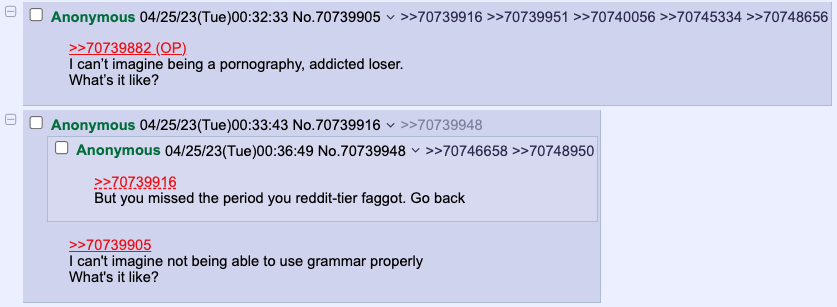 Anonymous 04/25/23(Tue)00:32:33 No.70739905 >>70739916 >>70739951 >>70740056 >>70745334 >>70748656
>>70739882 (OP)
I can’t imagine being a pornography, addicted loser.
What’s it like?
Anonymous 04/25/23(Tue)00:33:43 No.70739916 >>70739948
Anonymous 04/25/23(Tue)00:36:49 No.70739948 >>70746658 >>70748950
>>70739916
But you missed the period you reddit-tier faggot. Go back
>>70739905
I can't imagine not being able to use grammar properly
What's it like?